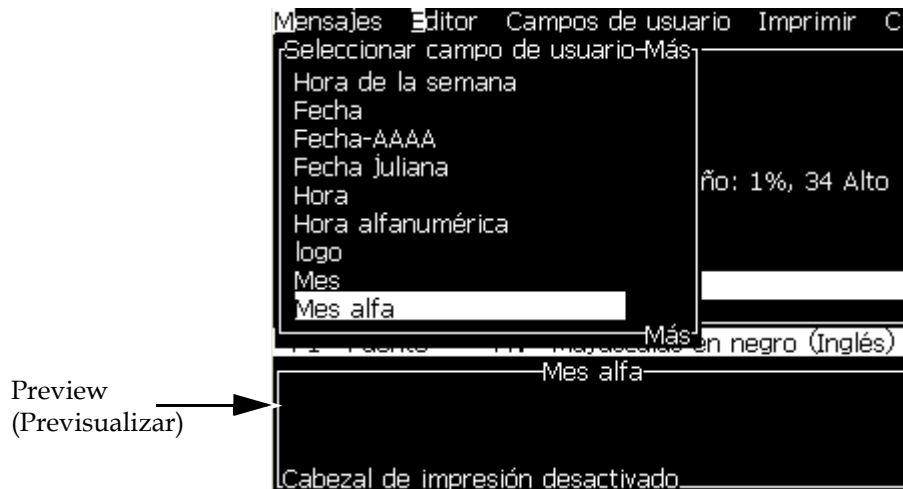 Mensajes Editor Campos de usuario Imprimir C
Seleccionar campo de usuario-Más
Hora de la semana
Fecha
Fecha-AAAA
Fecha juliana
ño: 1%, 34 Alto
Hora
Hora alfanumérica
logo
Mes
Mes alfa
Más
en negro (Inglés)
Mes alfa
Preview
(Previsualizar)
Cabezal de impresión desactivado